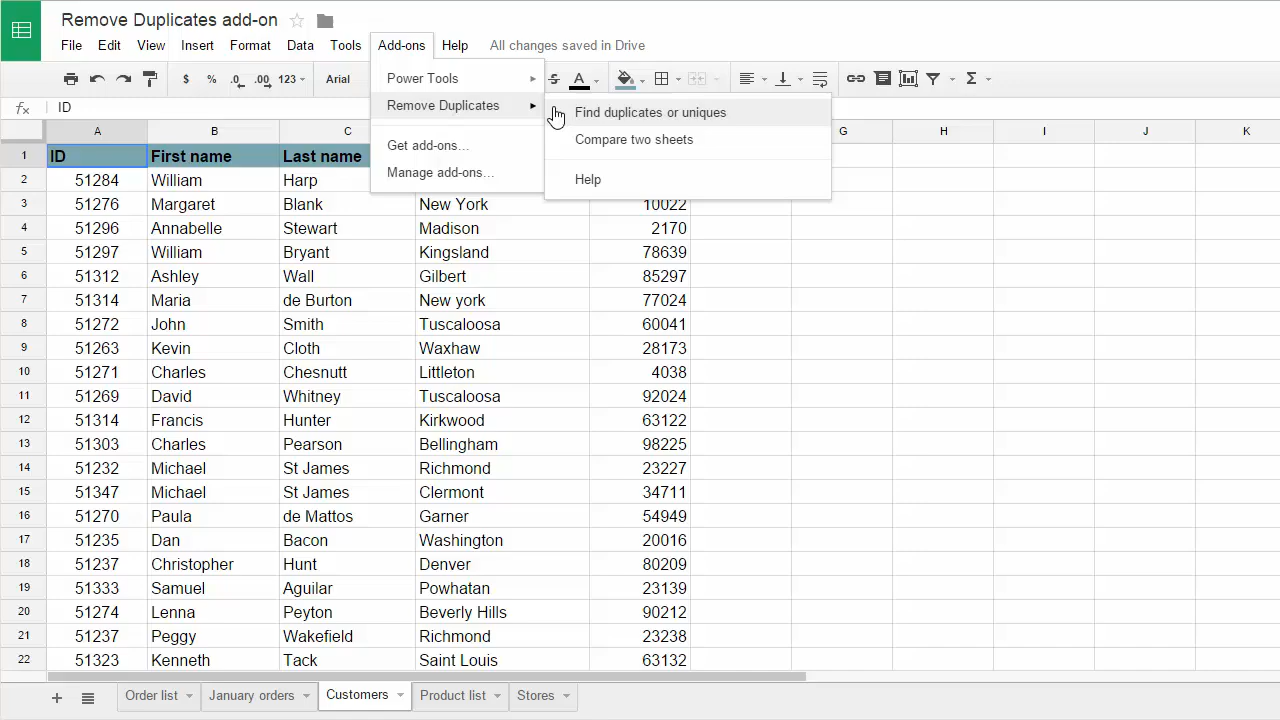 Remove Duplicates add-on
File Edit View Insert Format Data Tools Add-ons Help All changes saved in Drive
$ % .0 .00 123 Arial A Σ
Power Tools
Remove Duplicates
Get add-ons...
Manage add-ons...
Find duplicates or uniques
Compare two sheets
Help
fx ID
A B C G H I J K
1 ID First name Last name
2 51284 William Harp
3 51276 Margaret Blank New York 10022
4 51296 Annabelle Stewart Madison 2170
5 51297 William Bryant Kingsland 78639
6 51312 Ashley Wall Gilbert 85297
7 51314 Maria de Burton New york 77024
8 51272 John Smith Tuscaloosa 60041
9 51263 Kevin Cloth Waxhaw 28173
10 51271 Charles Chesnutt Littleton 4038
11 51269 David Whitney Tuscaloosa 92024
12 51314 Francis Hunter Kirkwood 63122
13 51303 Charles Pearson Bellingham 98225
14 51232 Michael St James Richmond 23227
15 51347 Michael St James Clermont 34711
16 51270 Paula de Mattos Garner 54949
17 51235 Dan Bacon Washington 20016
18 51237 Christopher Hunt Denver 80209
19 51333 Samuel Aguilar Powhatan 23139
20 51274 Lenna Peyton Beverly Hills 90212
21 51237 Peggy Wakefield Richmond 23238
22 51323 Kenneth Tack Saint Louis 63132
+ Order list January orders Customers Product list Stores